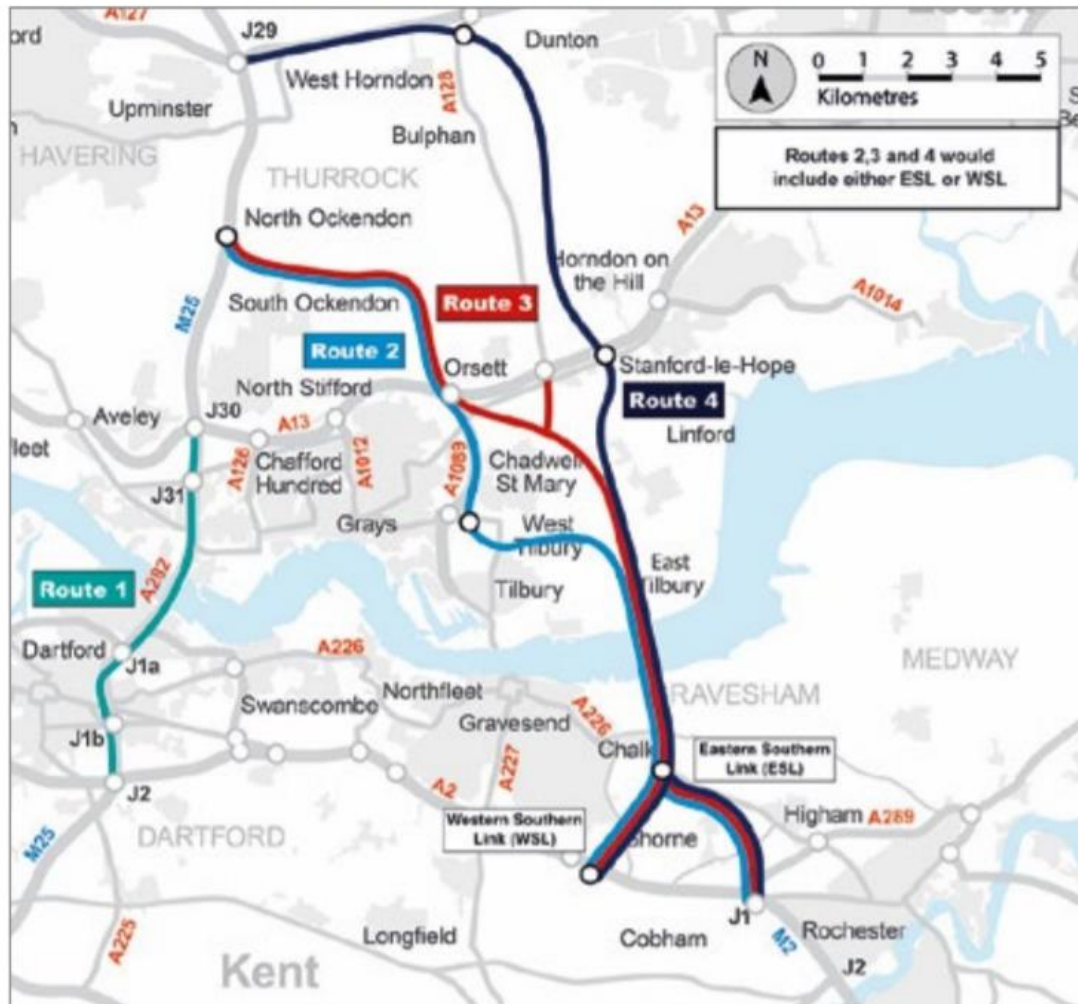 A127
ord
J29
Dunton
West Horndon
A128
Upminster
Bulphan
HAVERING
THURROCK
N
0 1 2 3 4 5
Kilometres
Routes 2,3 and 4 would
include either ESL or WSL
North Ockendon
A13
M25
South Ockendon
Horndon on
the Hill
A1014
Route 3
Route 2
Orsett
Stanford-le-Hope
North Stifford
Route 4
Aveley
J30
A13
Linford
fleet
A126
A1012
A1089
Chafford
Hundred
Chadwell
St Mary
J31
Grays
West
Tilbury
East
Tilbury
Tilbury
A282
Route 1
Dartford
J1a
A226
MEDWAY
Northfleet
RAVESHAM
Swanscombe
Gravesend
A226
J1b
A227
Chalk
Eastern Southern
Link (ESL)
J2
A2
Higham
A289
M25
DARTFORD
Western Southern
Link (WSL)
Shorne
J1
A225
Longfield
Cobham
M2
Rochester
J2
Kent